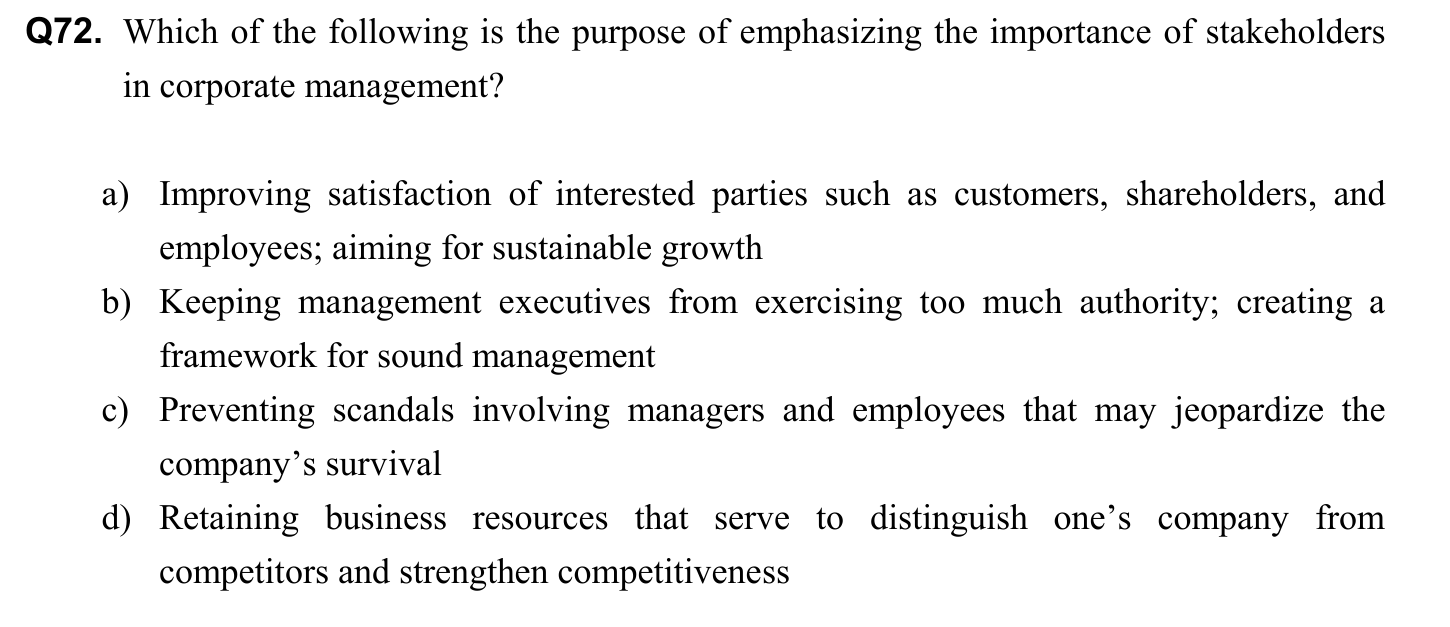 Q72. Which of the following is the purpose of emphasizing the importance of stakeholders
in corporate management?
a) Improving satisfaction of interested parties such as customers, shareholders, and
employees; aiming for sustainable growth
b) Keeping management executives from exercising too much authority; creating a
framework for sound management
c) Preventing scandals involving managers and employees that may jeopardize the
company’s survival
d) Retaining business resources that serve to distinguish one’s company from
competitors and strengthen competitiveness